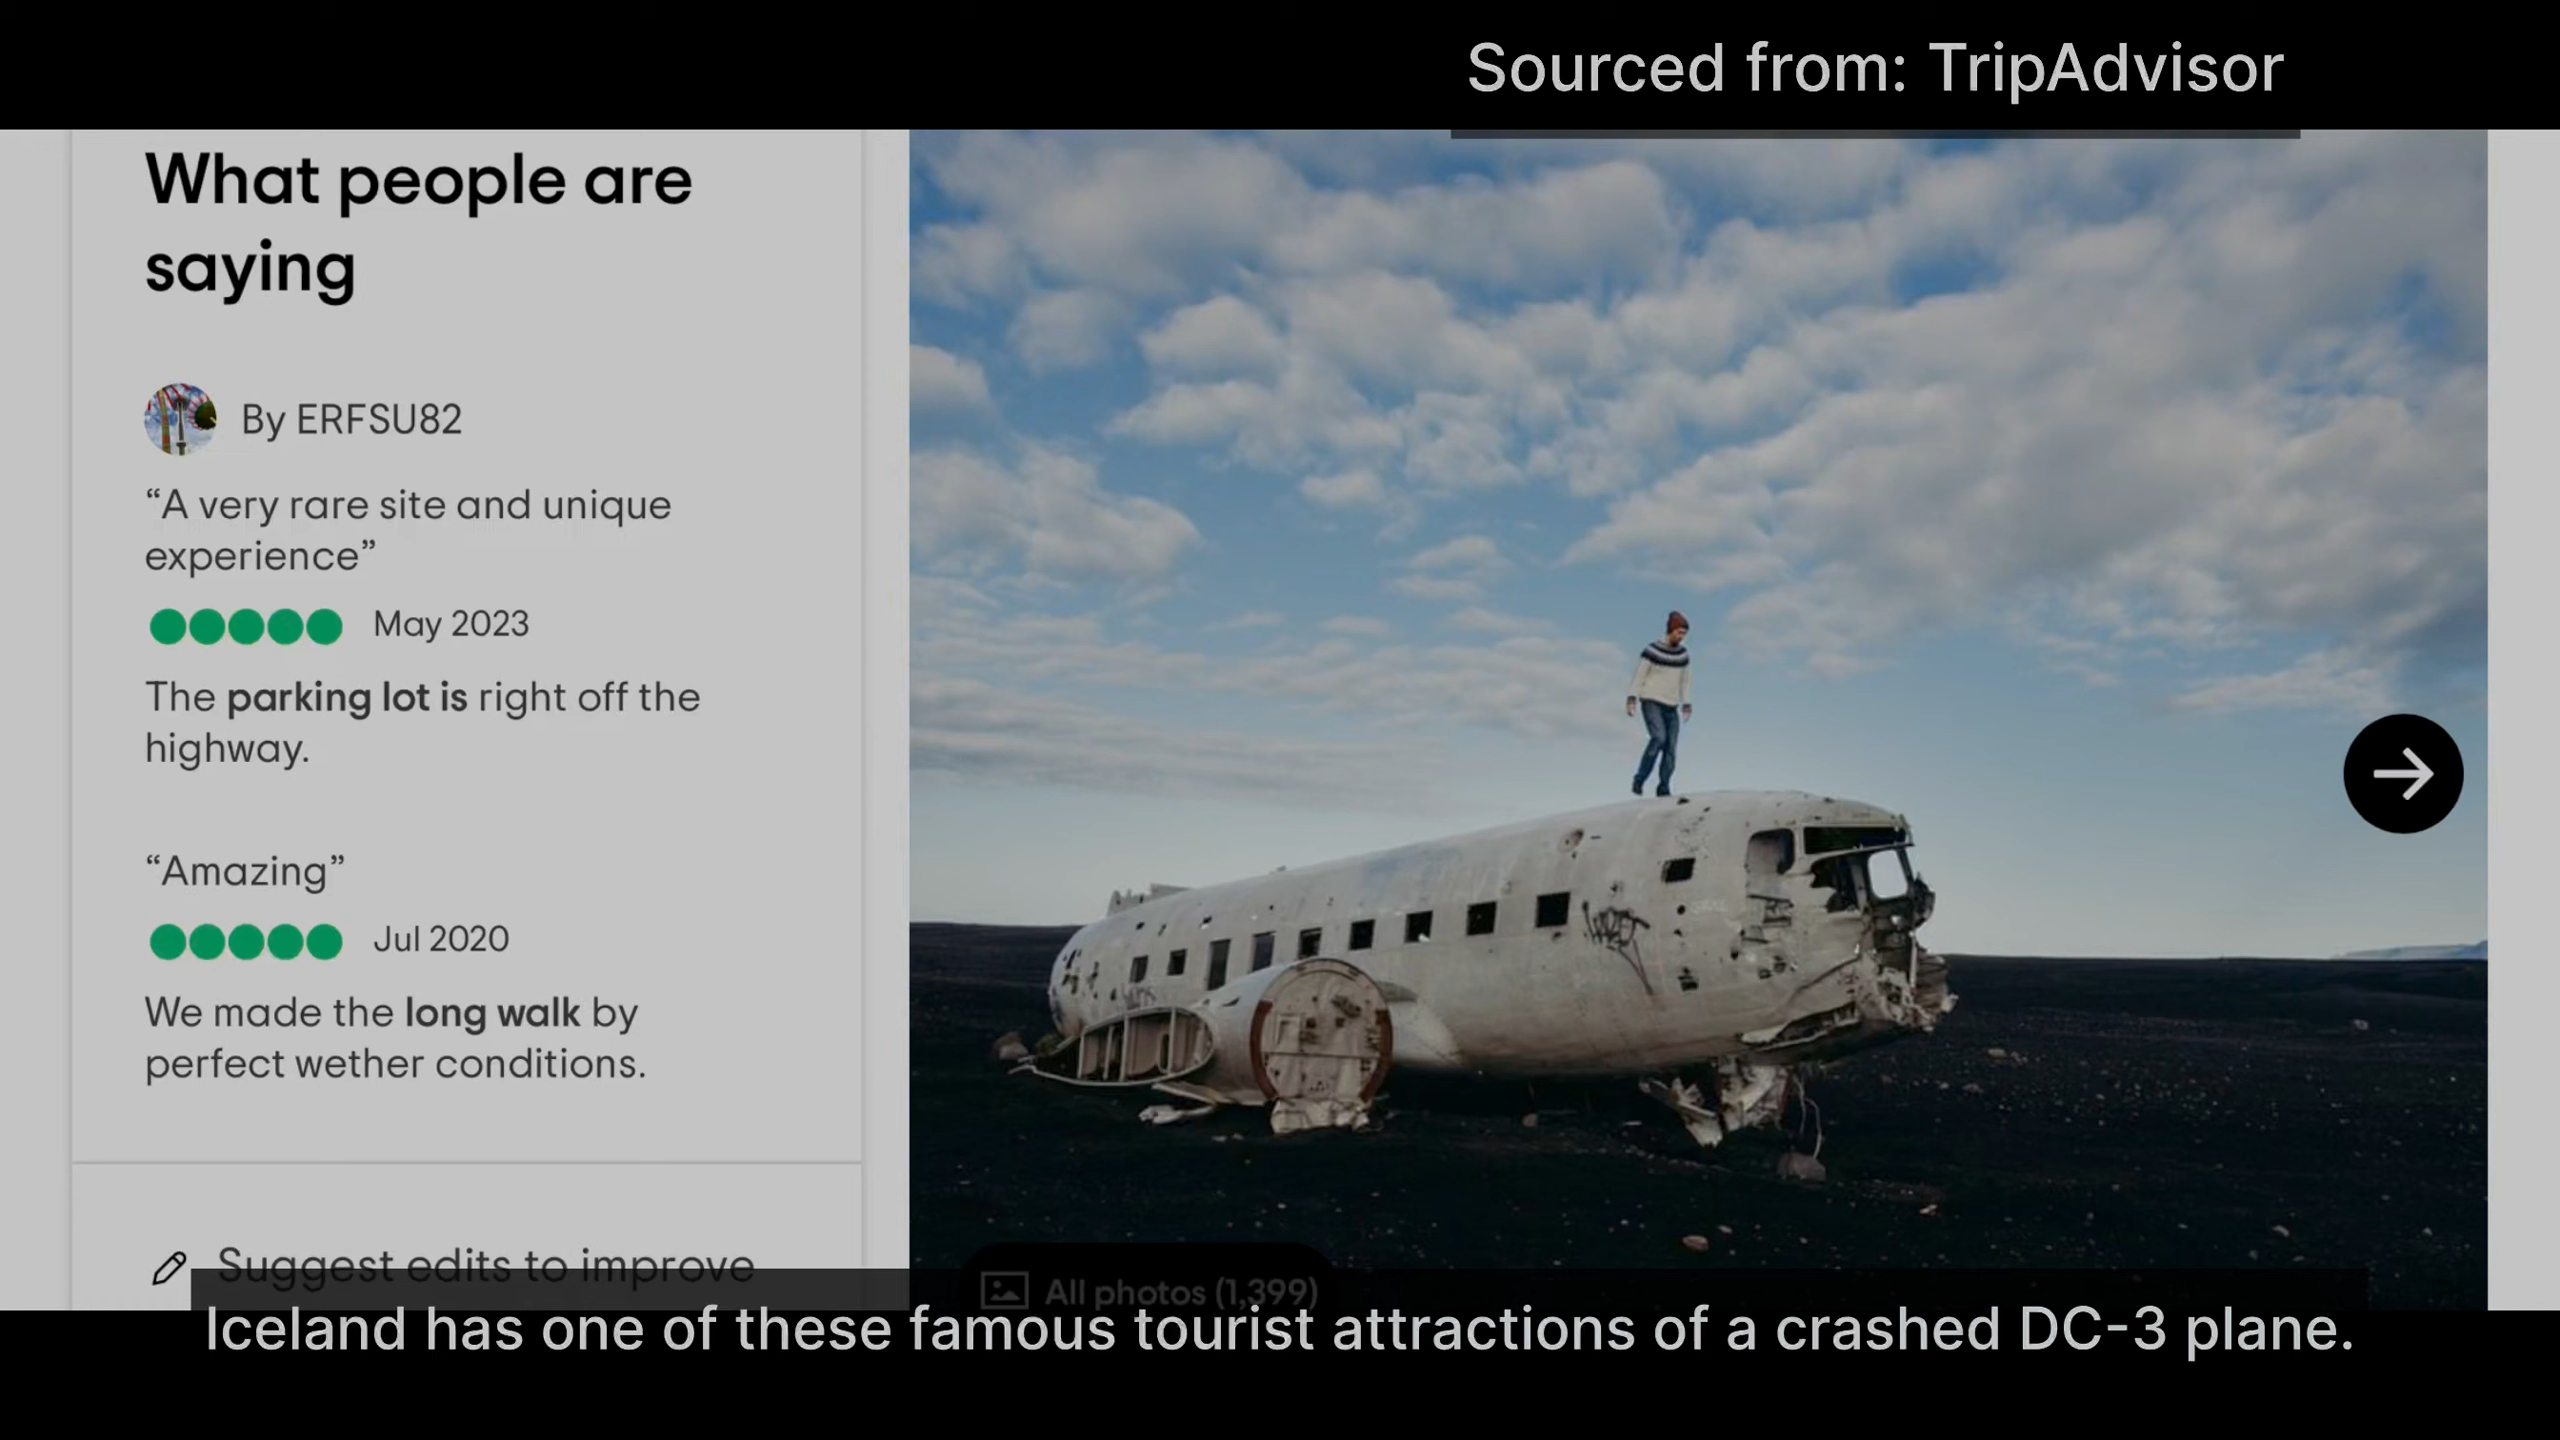 Sourced from: TripAdvisor
What people are
saying
By ERFSU82
“A very rare site and unique
experience”
May 2023
The parking lot is right off the
highway.
“Amazing”
Jul 2020
We made the long walk by
perfect wether conditions.
Suggest edits to improve
All photos (1,399)
Iceland has one of these famous tourist attractions of a crashed DC-3 plane.